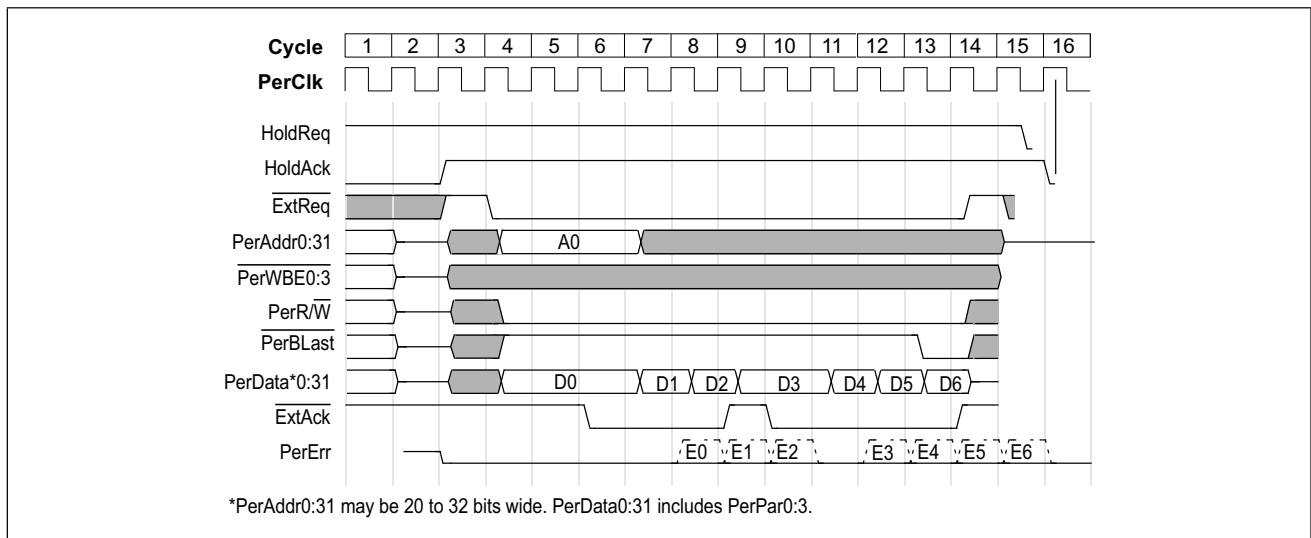 Cycle 1 2 3 4 5 6 7 8 9 10 11 12 13 14 15 16
PerClk
HoldReq
HoldAck
ExtReq
PerAddr0:31 A0
PerWBE0:3
PerR/W
PerBLast
PerData*0:31 D0 D1 D2 D3 D4 D5 D6
ExtAck
PerErr E0 E1 E2 E3 E4 E5 E6
*PerAddr0:31 may be 20 to 32 bits wide. PerData0:31 includes PerPar0:3.